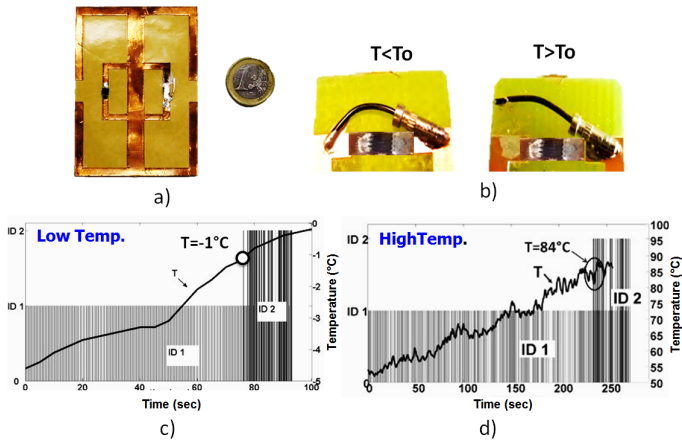 a)
T<To
T>To
b)
ID 2
Low Temp.
T=-1°C
T
ID 1
ID 2
ID 1
0
0
20
40
60
80
100
0
-1
-2
-3
-4
-5
Temperature (°C)
Time (sec)
c)
ID 2
HighTemp.
T=84°C
T
ID 1
ID 2
ID 1
0
0
50
100
150
200
250
100
95
90
85
80
75
70
65
60
55
50
Temperature (°C)
Time (sec)
d)